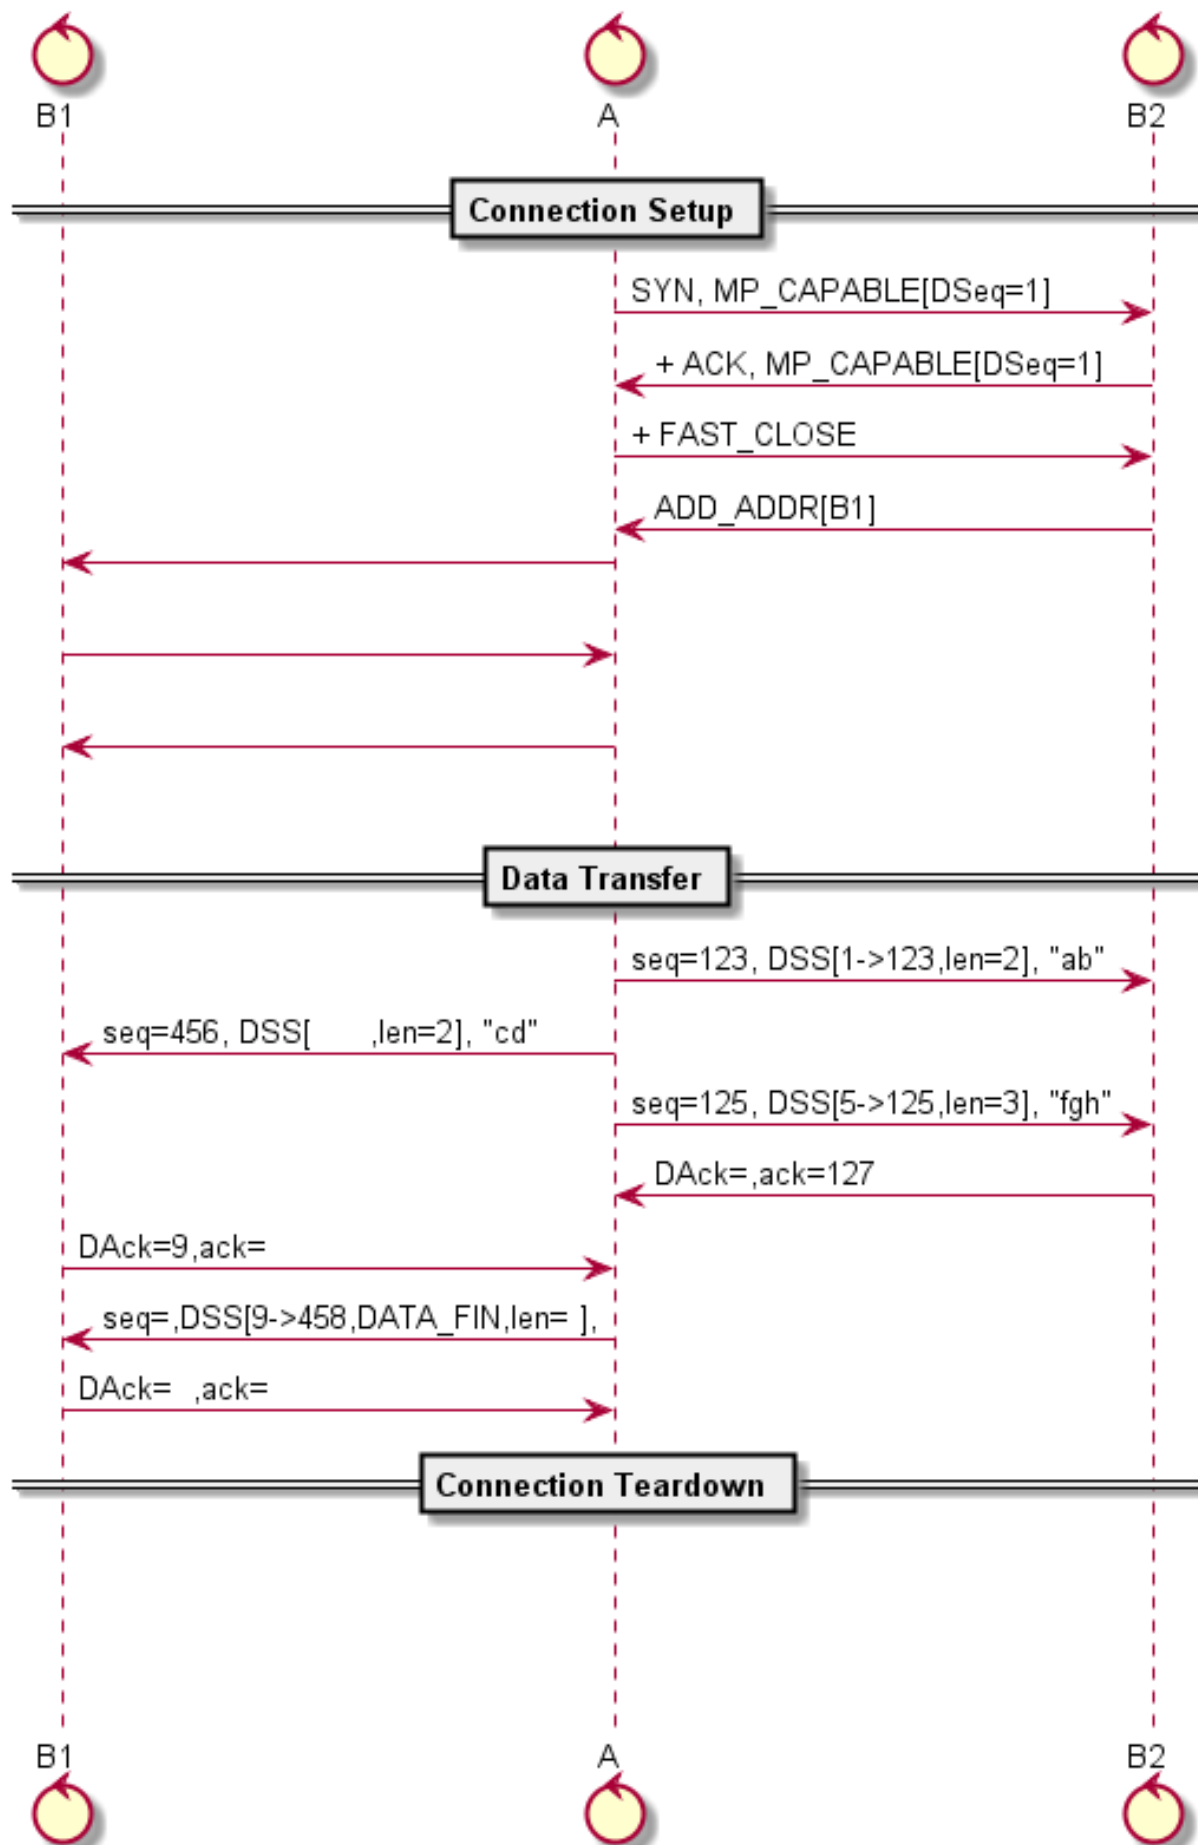 B1
A
B2
Connection Setup
SYN, MP_CAPABLE[DSeq=1]
+ ACK, MP_CAPABLE[DSeq=1]
+ FAST_CLOSE
ADD_ADDR[B1]
Data Transfer
seq=123, DSS[1->123,len=2], "ab"
seq=456, DSS[ ,len=2], "cd"
seq=125, DSS[5->125,len=3], "fgh"
DAck=,ack=127
DAck=9,ack=
seq=,DSS[9->458,DATA_FIN,len= ],
DAck= ,ack=
Connection Teardown
B1
A
B2